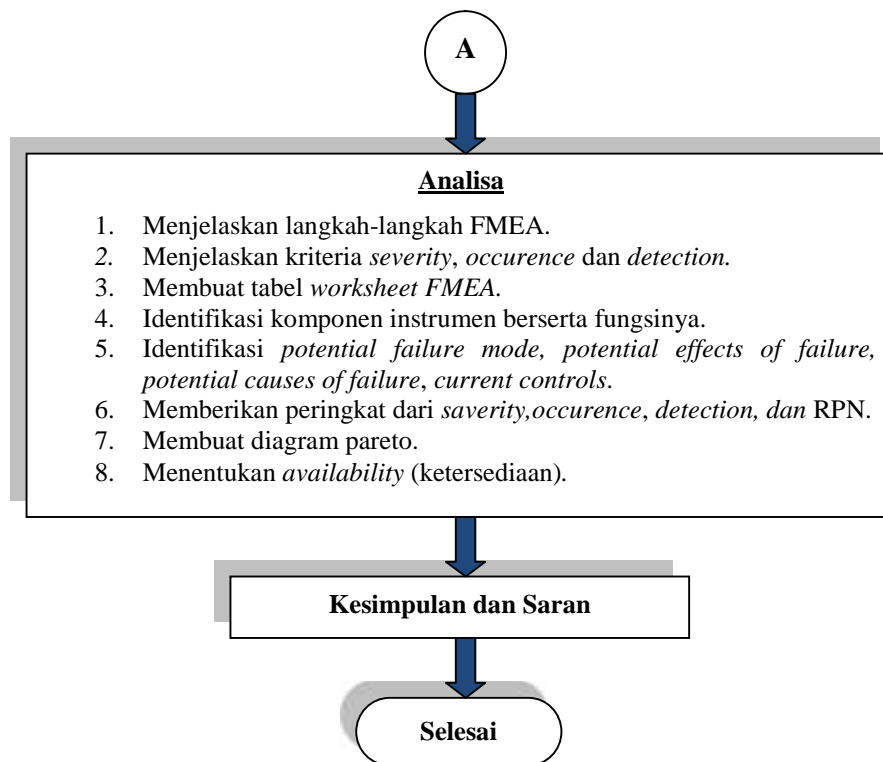 A
Analisa
1. Menjelaskan langkah-langkah FMEA.
2. Menjelaskan kriteria severity, occurence dan detection.
3. Membuat tabel worksheet FMEA.
4. Identifikasi komponen instrumen berserta fungsinya.
5. Identifikasi potential failure mode, potential effects of failure,
potential causes of failure, current controls.
6. Memberikan peringkat dari saverity,occurence, detection, dan RPN.
7. Membuat diagram pareto.
8. Menentukan availability (ketersediaan).
Kesimpulan dan Saran
Selesai